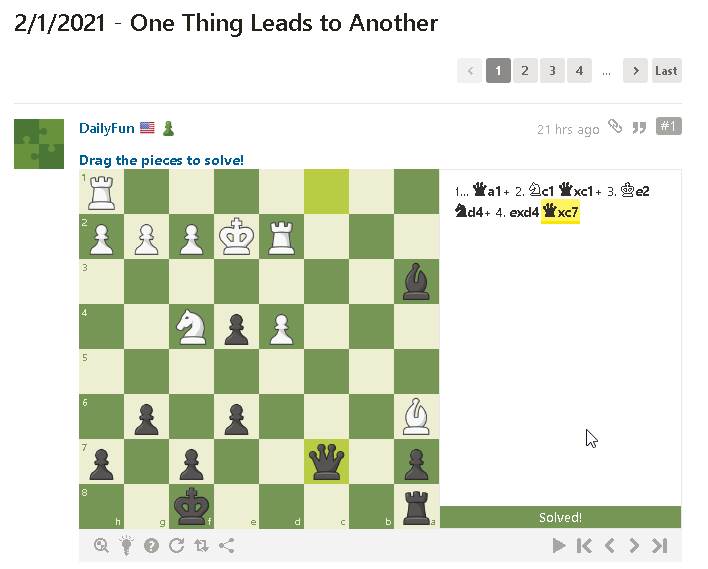 2/1/2021 - One Thing Leads to Another
1 2 3 4 ... Last
DailyFun 21 hrs ago #1
Drag the pieces to solve!
1... ♛a1+ 2. ♘c1 ♛xc1+ 3. ♔e2
♞d4+ 4. exd4 ♛xc7
1
2
3
4
5
6
7
8
h g f e d c b a
Solved!